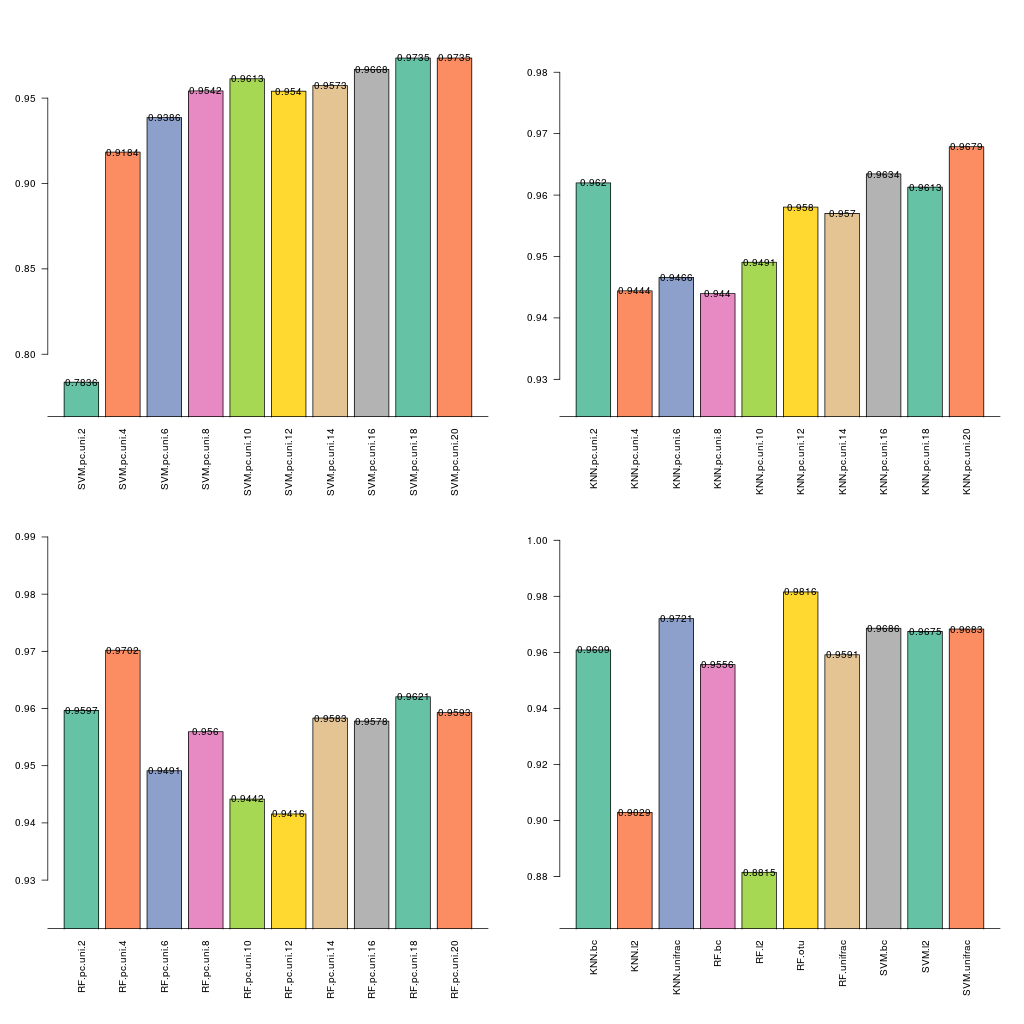 0.95
0.90
0.85
0.80
0.7836
0.9184
0.9386
0.9542
0.9613
0.954
0.9573
0.9668
0.9735
0.9735
SVM.pc.uni.2
SVM.pc.uni.4
SVM.pc.uni.6
SVM.pc.uni.8
SVM.pc.uni.10
SVM.pc.uni.12
SVM.pc.uni.14
SVM.pc.uni.16
SVM.pc.uni.18
SVM.pc.uni.20
0.98
0.97
0.96
0.95
0.94
0.93
0.962
0.9444
0.9466
0.944
0.9491
0.958
0.957
0.9634
0.9613
0.9679
KNN.pc.uni.2
KNN.pc.uni.4
KNN.pc.uni.6
KNN.pc.uni.8
KNN.pc.uni.10
KNN.pc.uni.12
KNN.pc.uni.14
KNN.pc.uni.16
KNN.pc.uni.18
KNN.pc.uni.20
0.99
0.98
0.97
0.96
0.95
0.94
0.93
0.9597
0.9702
0.9491
0.956
0.9442
0.9416
0.9583
0.9578
0.9621
0.9593
RF.pc.uni.2
RF.pc.uni.4
RF.pc.uni.6
RF.pc.uni.8
RF.pc.uni.10
RF.pc.uni.12
RF.pc.uni.14
RF.pc.uni.16
RF.pc.uni.18
RF.pc.uni.20
1.00
0.98
0.96
0.94
0.92
0.90
0.88
0.9609
0.9029
0.9721
0.9556
0.8815
0.9816
0.9591
0.9686
0.9675
0.9683
KNN.bc
KNN.l2
KNN.unifrac
RF.bc
RF.l2
RF.otu
RF.unifrac
SVM.bc
SVM.l2
SVM.unifrac